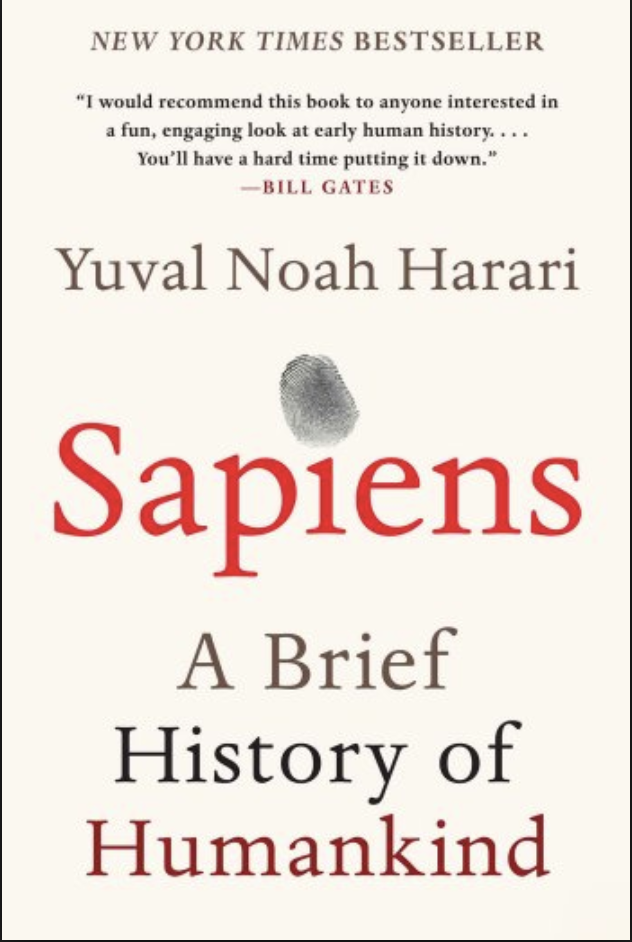 NEW YORK TIMES BESTSELLER
“I would recommend this book to anyone interested in
a fun, engaging look at early human history. . . .
You’ll have a hard time putting it down.”
—BILL GATES
Yuval Noah Harari
Sapiens
A Brief
History of
Humankind